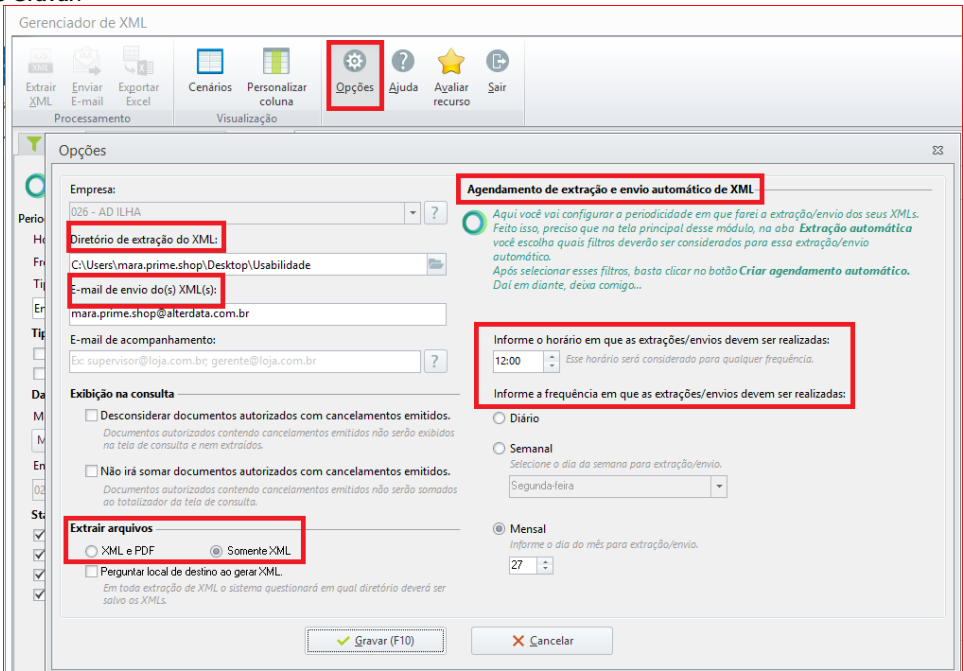 Gerenciador de XML
Extrair XML
Enviar E-mail
Exportar Excel
Cenários
Personalizar coluna
Opções
Ajuda
Avaliar recurso
Sair
Processamento
Visualização
Opções
Empresa:
026 - AD ILHA
?
Diretório de extração do XML:
C:\Users\mara.prime.shop\Desktop\Usabilidade
E-mail de envio do(s) XML(s):
mara.prime.shop@alterdata.com.br
E-mail de acompanhamento:
Ex: supervisor@loja.com.br; gerente@loja.com.br
?
Exibição na consulta
Desconsiderar documentos autorizados com cancelamentos emitidos.
Documentos autorizados contendo cancelamentos emitidos não serão exibidos
na tela de consulta e nem extraídos.
Não irá somar documentos autorizados com cancelamentos emitidos.
Documentos autorizados contendo cancelamentos emitidos não serão somados
ao totalizador da tela de consulta.
Extrair arquivos
XML e PDF
Somente XML
Perguntar local de destino ao gerar XML.
Em toda extração de XML o sistema questionará em qual diretório deverá ser
salvo os XMLs.
Agendamento de extração e envio automático de XML
Aqui você vai configurar a periodicidade em que farei a extração/envio dos seus XMLs.
Feito isso, preciso que na tela principal desse módulo, na aba Extração automática
você escolha quais filtros deverão ser considerados para essa extração/envio
automático.
Após selecionar esses filtros, basta clicar no botão Criar agendamento automático.
Daí em diante, deixa comigo...
Informe o horário em que as extrações/envios devem ser realizadas:
12:00
Esse horário será considerado para qualquer frequência.
Informe a frequência em que as extrações/envios devem ser realizadas:
Diário
Semanal
Selecione o dia da semana para extração/envio.
Segunda-feira
Mensal
Informe o dia do mês para extração/envio.
27
Gravar (F10)
Cancelar